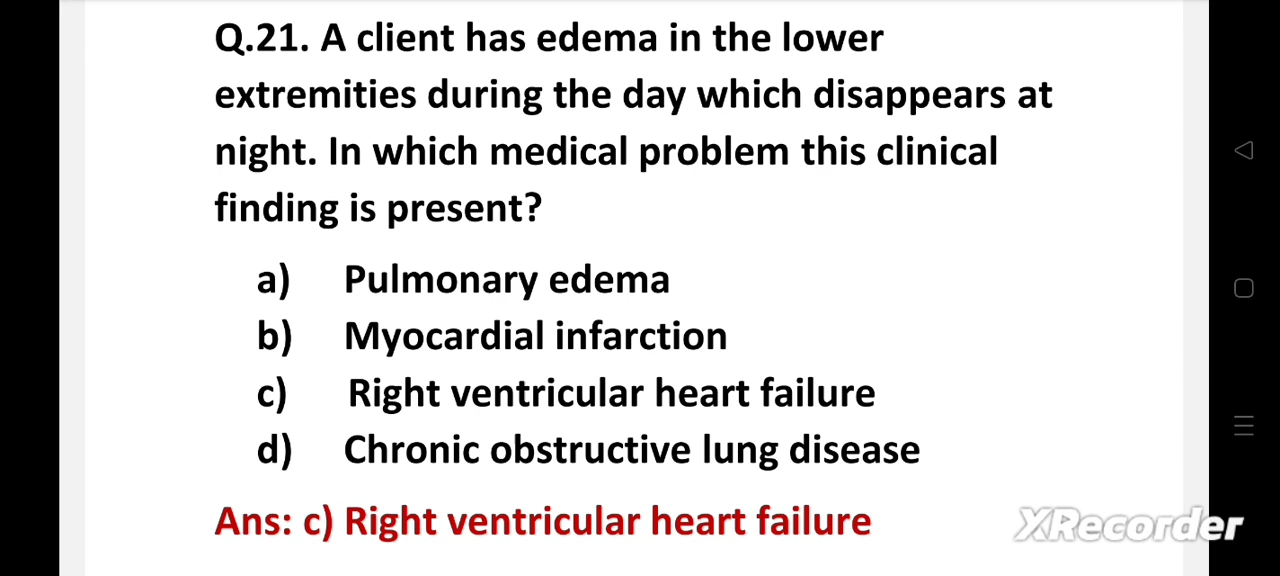 Q.21. A client has edema in the lower
extremities during the day which disappears at
night. In which medical problem this clinical
finding is present?
a) Pulmonary edema
b) Myocardial infarction
c) Right ventricular heart failure
d) Chronic obstructive lung disease
Ans: c) Right ventricular heart failure
XRecorder